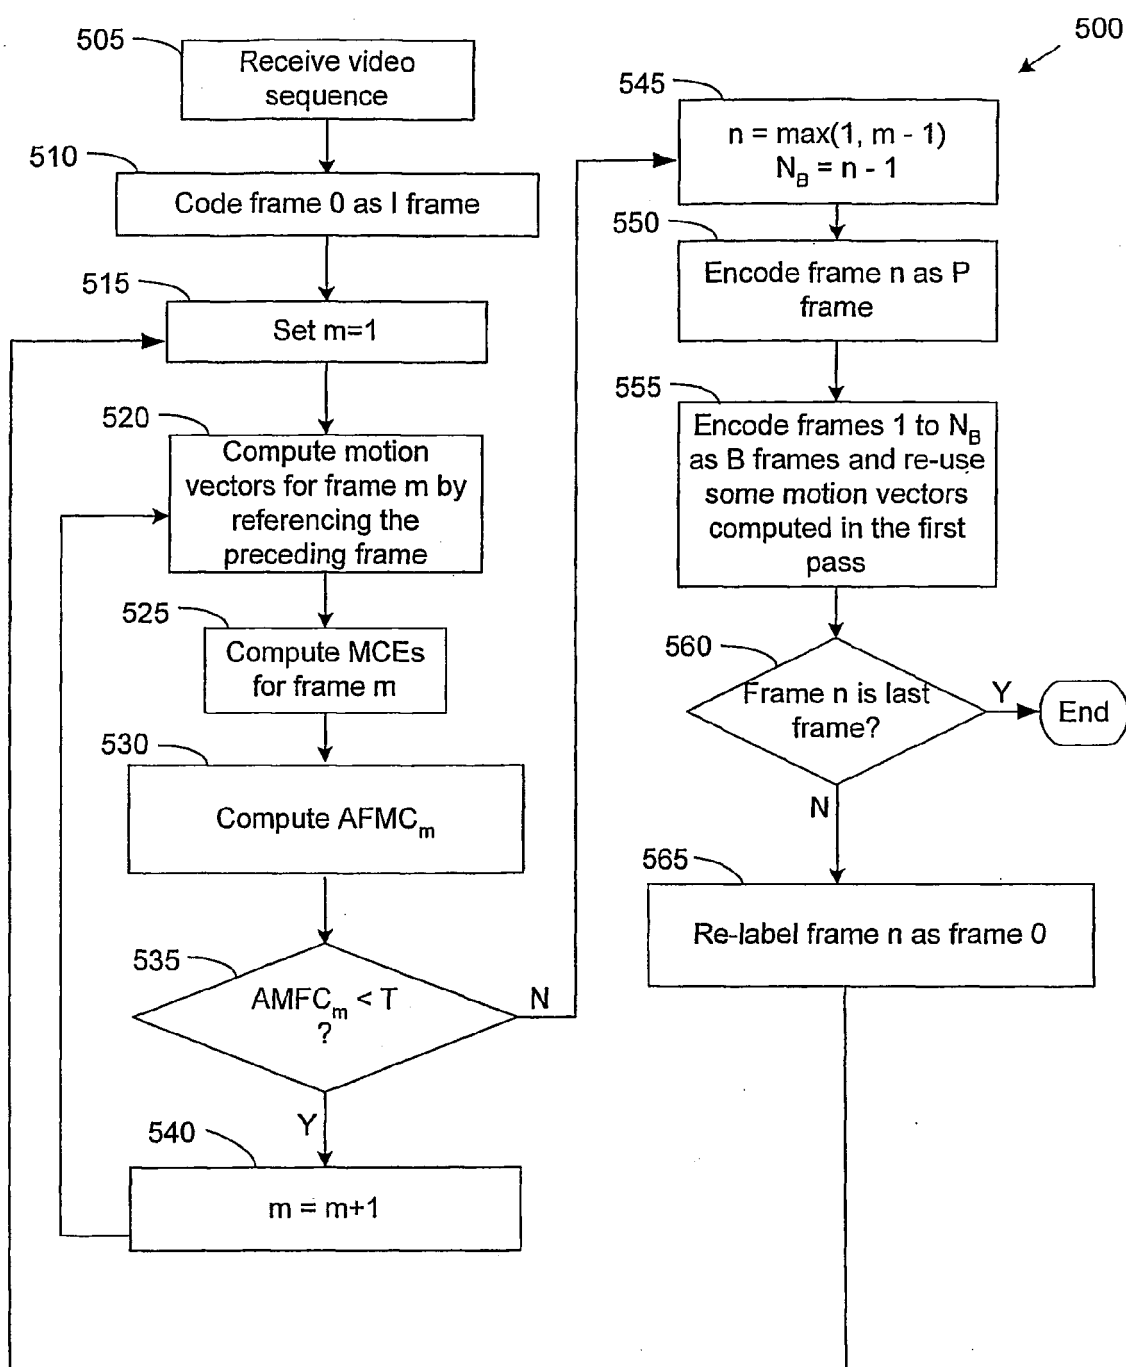 500
505
Receive video
sequence
510
Code frame 0 as I frame
515
Set m=1
520
Compute motion
vectors for frame m by
referencing the
preceding frame
525
Compute MCEs
for frame m
530
Compute AFMCm
535
AMFCm < T
?
N
Y
540
m = m+1
545
n = max(1, m - 1)
NB = n - 1
550
Encode frame n as P
frame
555
Encode frames 1 to NB
as B frames and re-use
some motion vectors
computed in the first
pass
560
Frame n is last
frame?
Y
End
N
565
Re-label frame n as frame 0